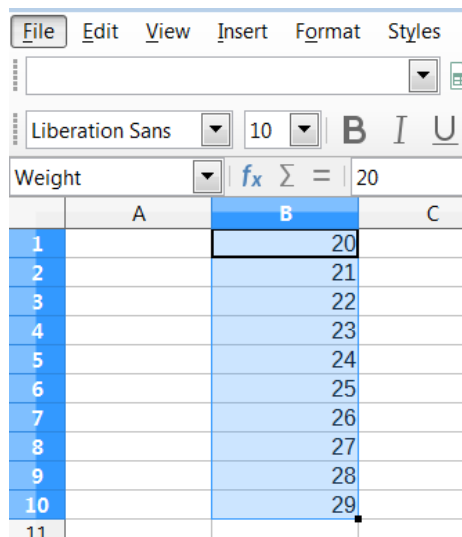 File Edit View Insert Format Styles
Liberation Sans 10 B I U
Weight fx Σ = 20
A B C
1 20
2 21
3 22
4 23
5 24
6 25
7 26
8 27
9 28
10 29
11